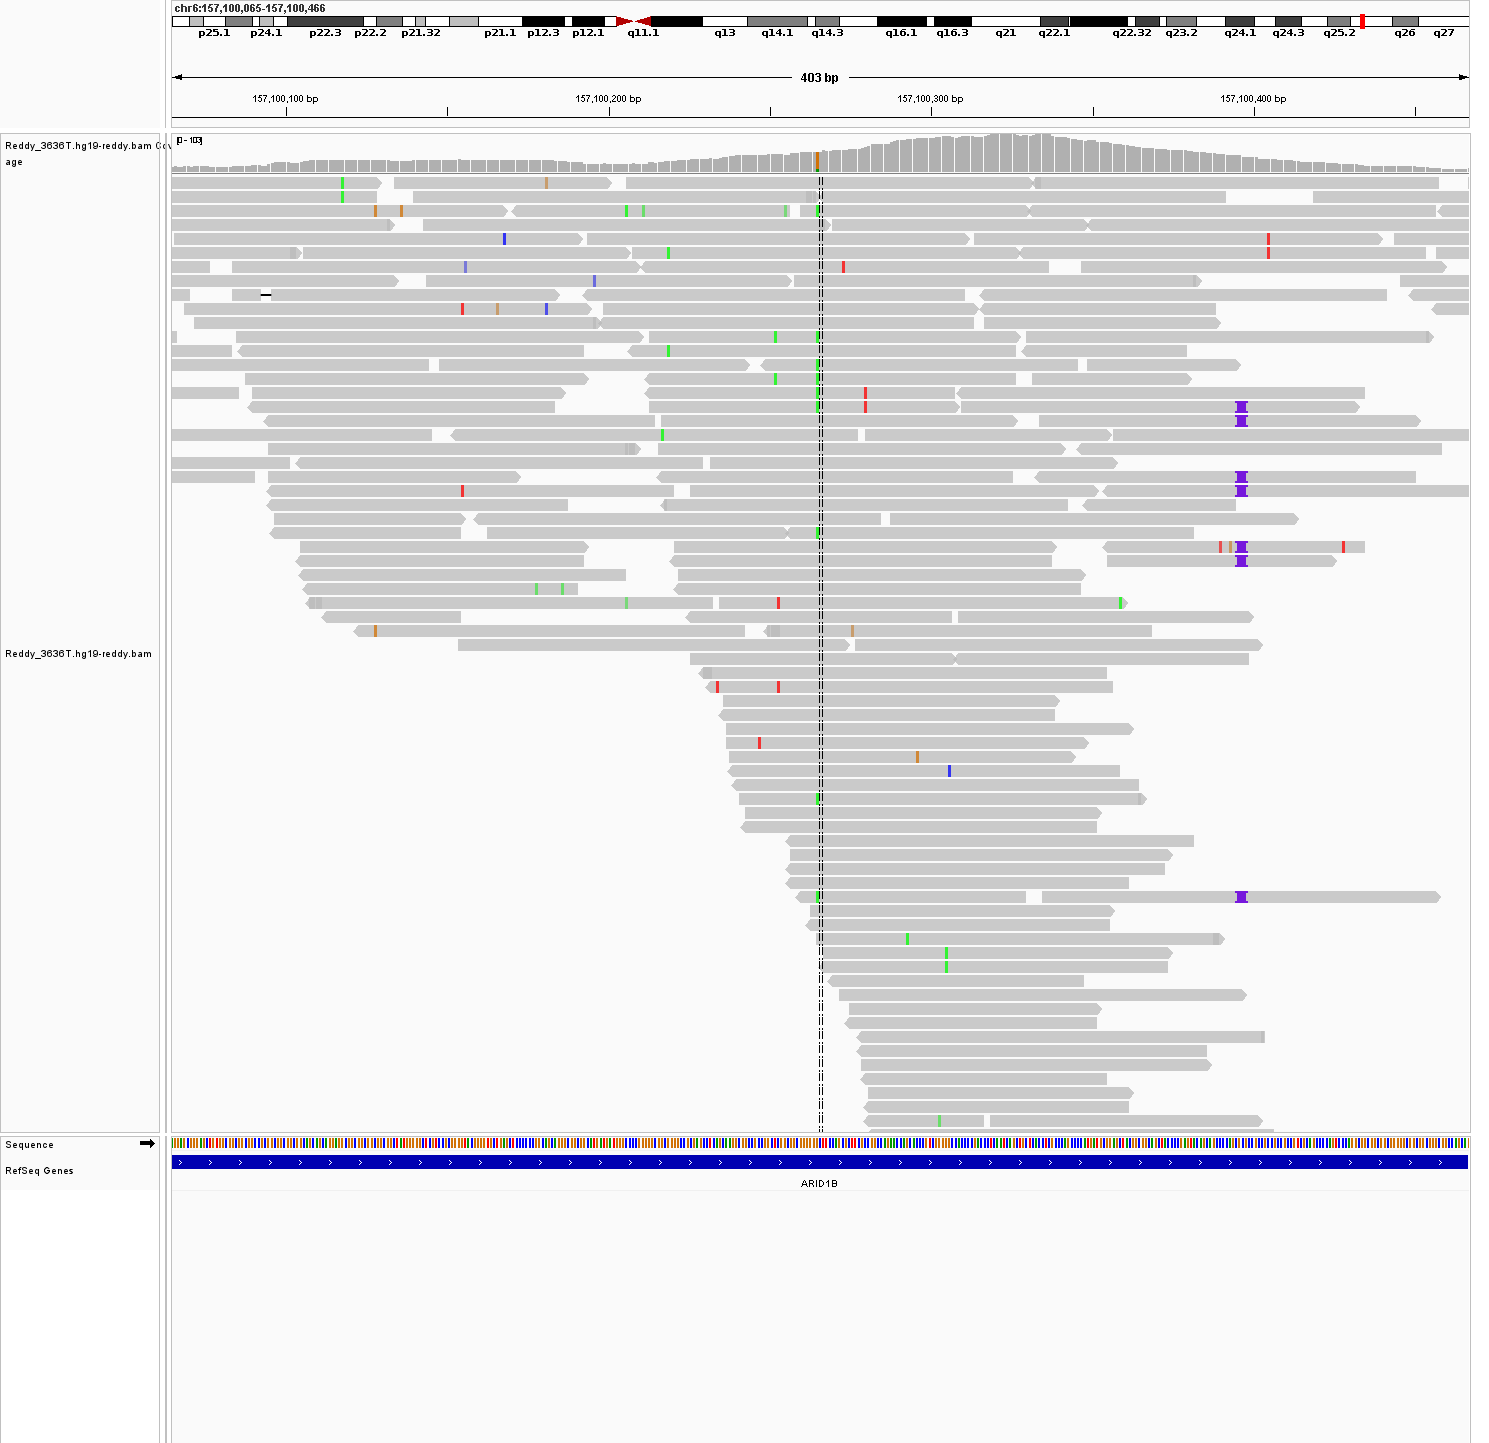 chr6:157,100,065-157,100,466
p25.1 p24.1 p22.3 p22.2 p21.32 p21.1 p12.3 p12.1 q11.1 q13 q14.1 q14.3 q16.1 q16.3 q21 q22.1 q22.32 q23.2 q24.1 q24.3 q25.2 q26 q27
403 bp
157,100,100 bp 157,100,200 bp 157,100,300 bp 157,100,400 bp
[0 - 103]
Reddy_3636T.hg19-reddy.bam Cov
age
Reddy_3636T.hg19-reddy.bam
Sequence
RefSeq Genes
ARID1B